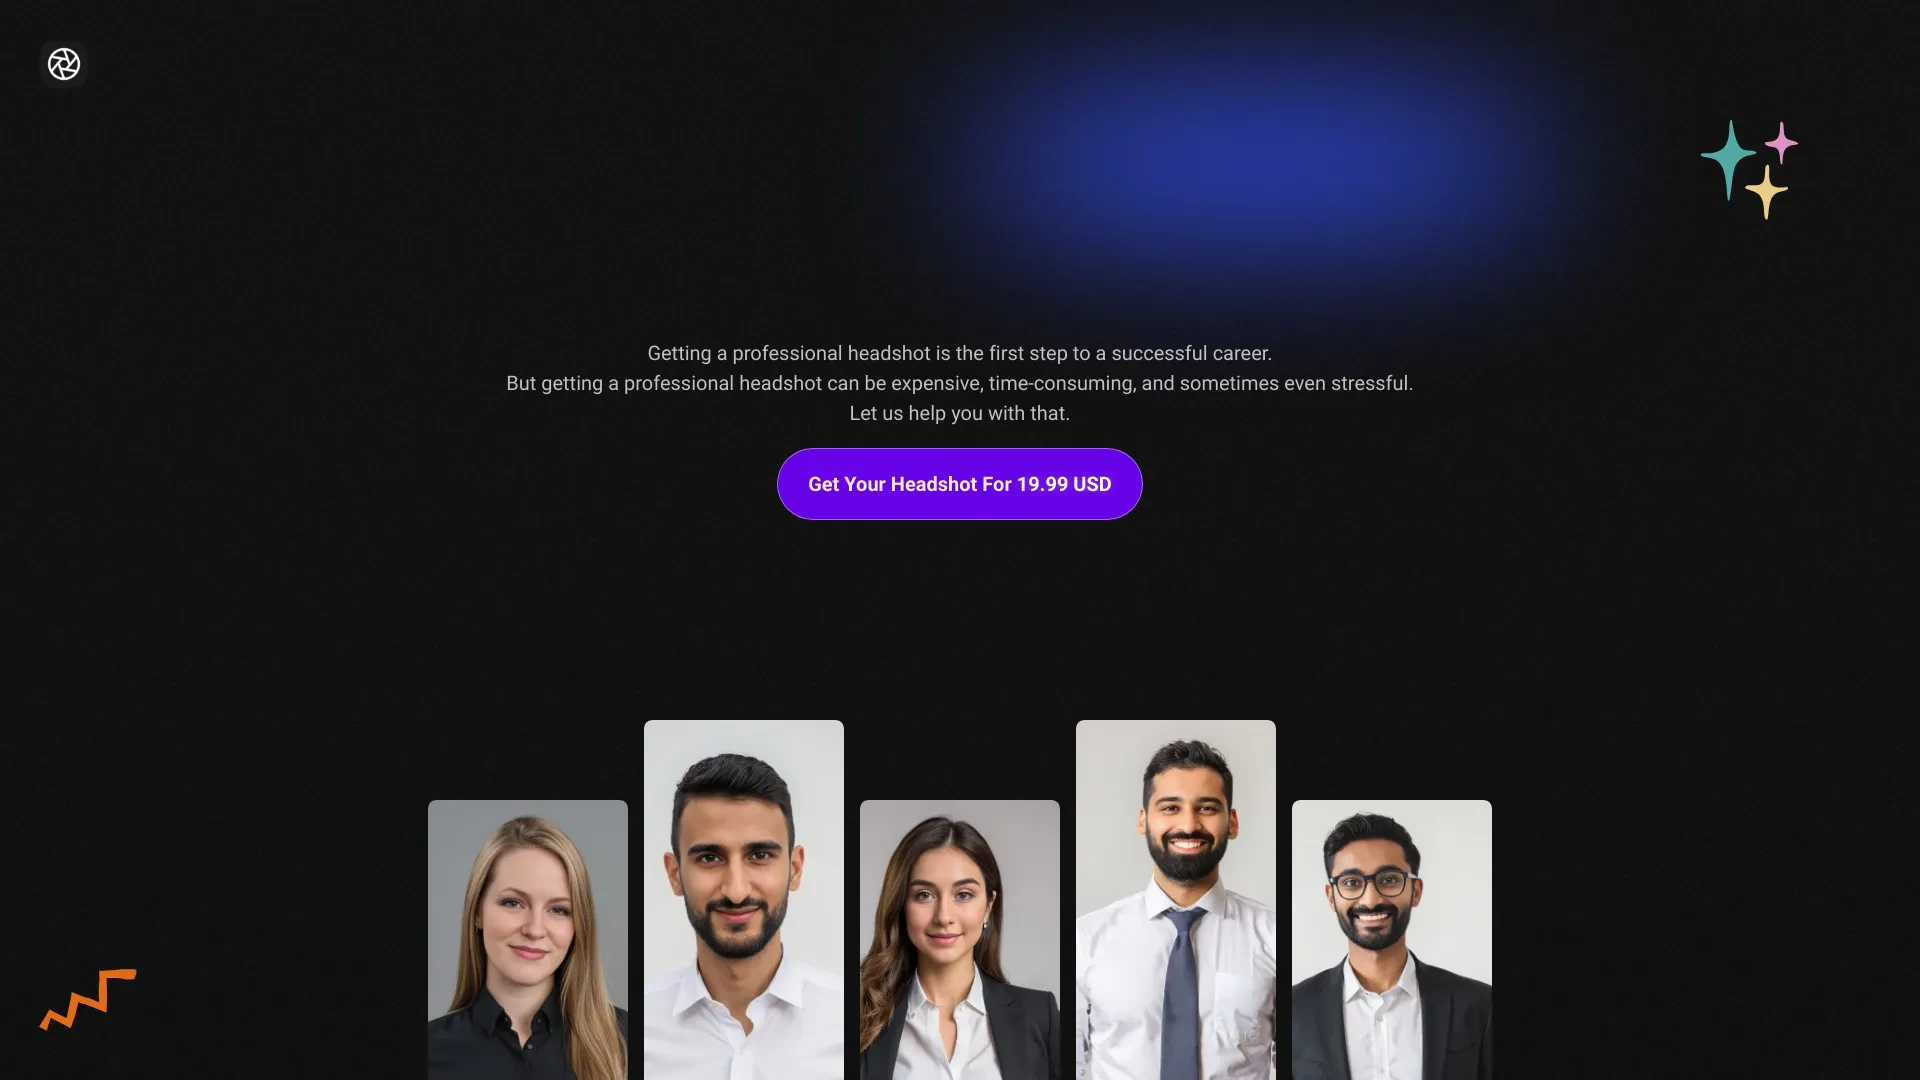 Getting a professional headshot is the first step to a successful career.
But getting a professional headshot can be expensive, time-consuming, and sometimes even stressful.
Let us help you with that.
Get Your Headshot For 19.99 USD